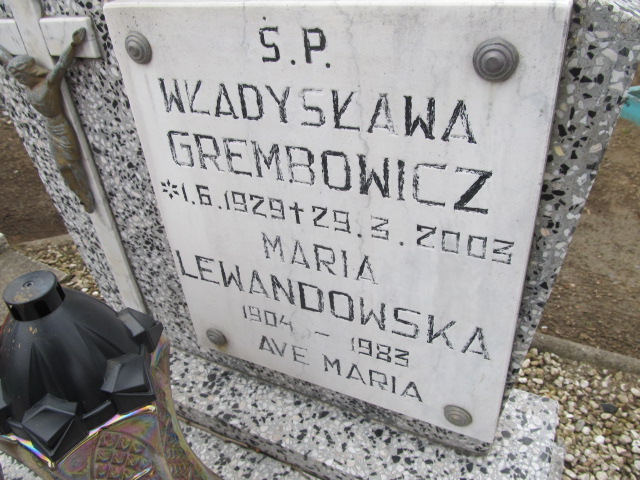 Ś.P.
WŁADYSŁAWA
GREMBOWICZ
*1.6.1929✝29.3.2003
MARIA
LEWANDOWSKA
1904 - 1983
AVE MARIA